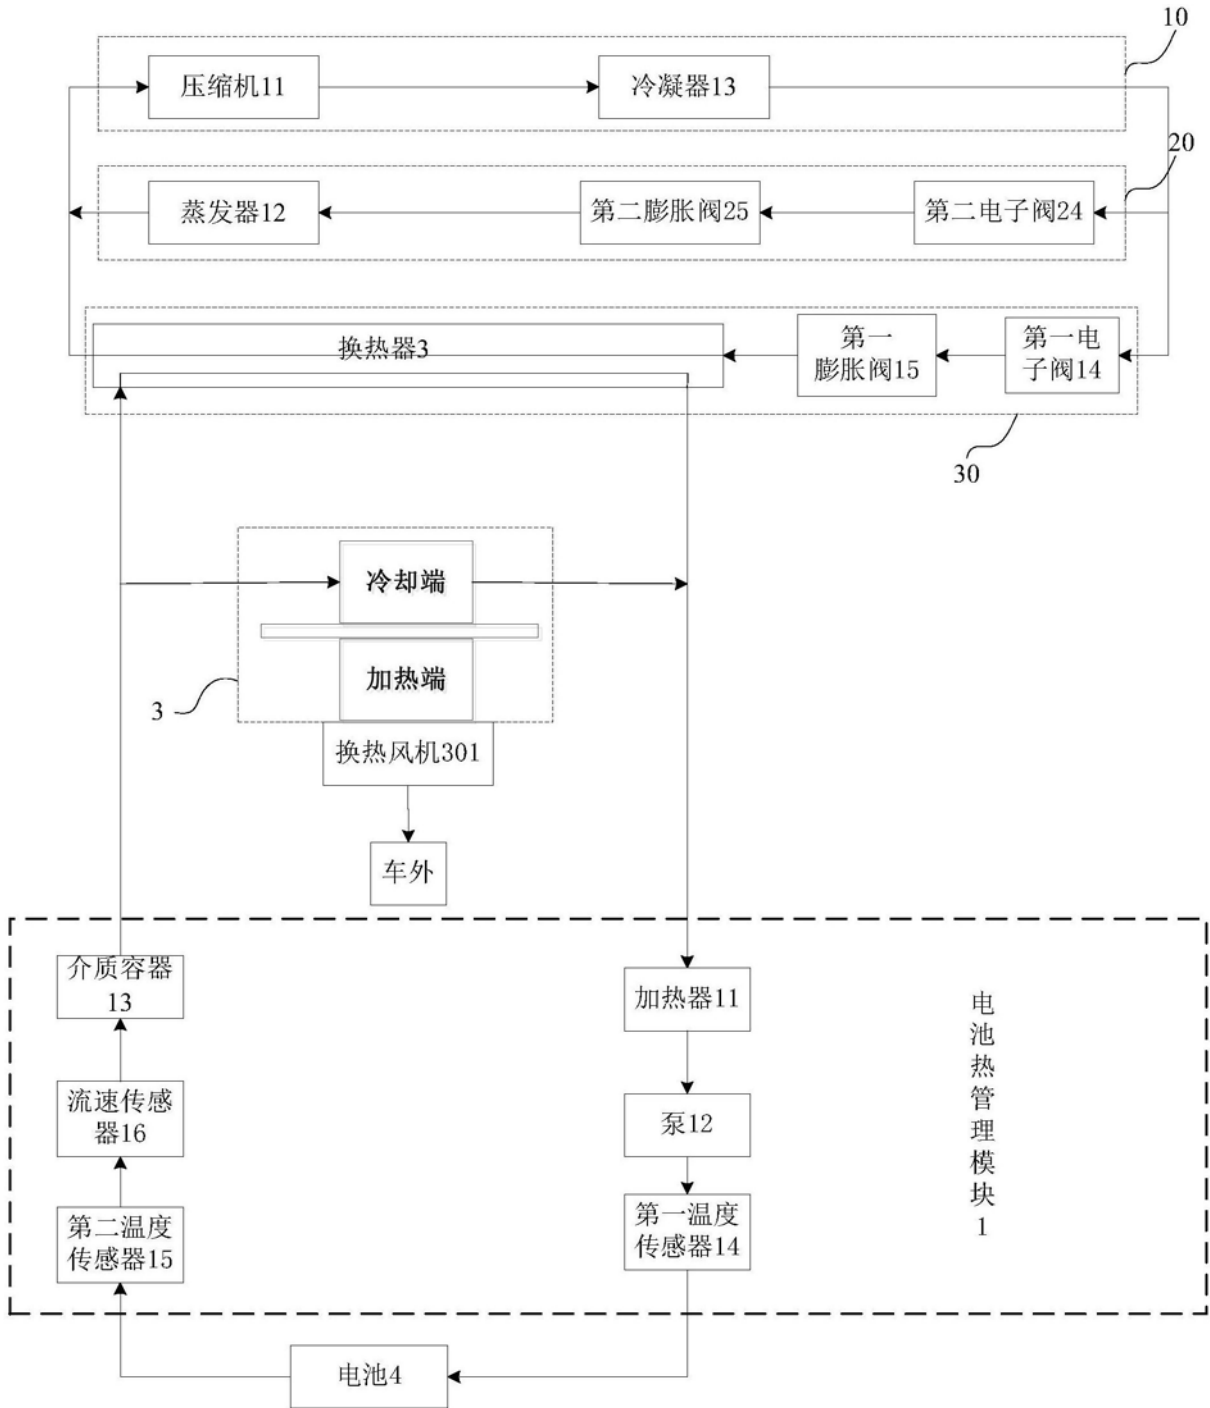 10
压缩机11
冷凝器13
20
蒸发器12
第二膨胀阀25
第二电子阀24
换热器3
第一
膨胀阀15
第一电
子阀14
30
冷却端
加热端
3
换热风机301
车外
介质容器
13
加热器11
电池热管理模块1
流速传感
器16
泵12
第二温度
传感器15
第一温度
传感器14
电池4